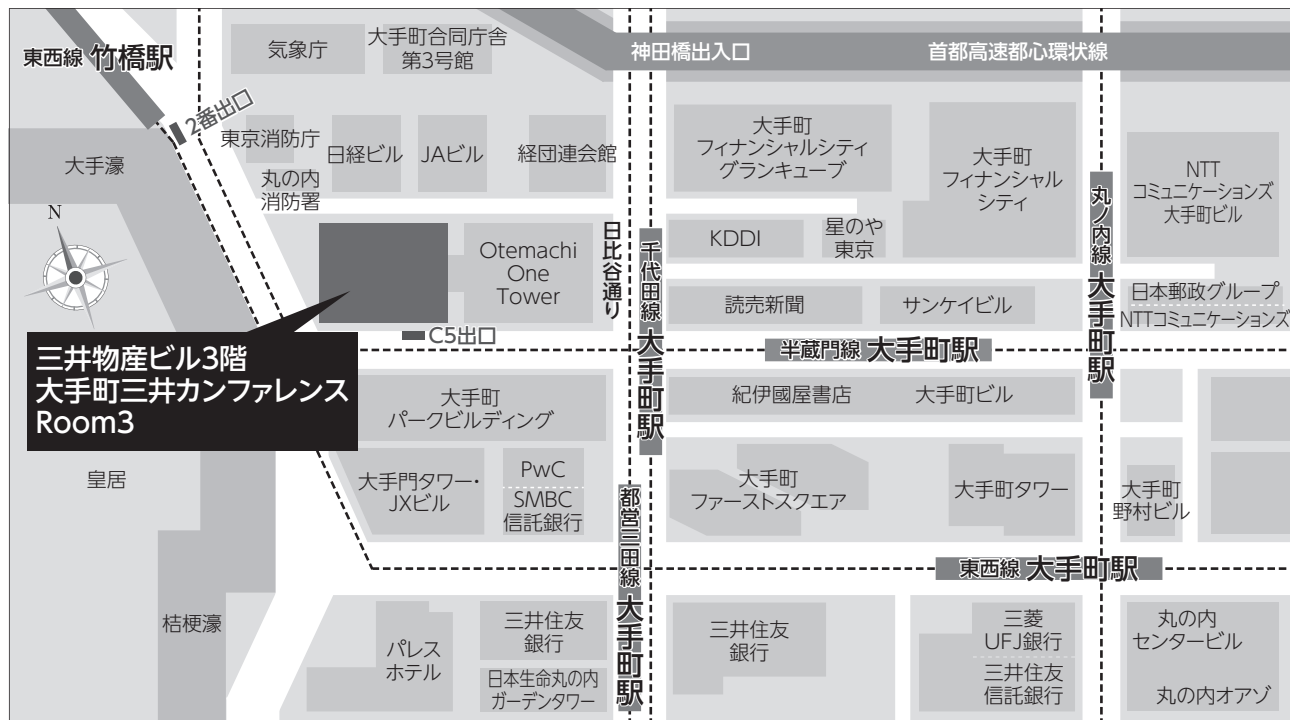 東西線 竹橋駅
2番出口
気象庁
大手町合同庁舎
第3号館
神田橋出入口
首都高速都心環状線
大手濠
東京消防庁
丸の内
消防署
日経ビル
JAビル
経団連会館
大手町
フィナンシャルシティ
グランキューブ
大手町
フィナンシャル
シティ
NTT
コミュニケーションズ
大手町ビル
N
Otemachi
One
Tower
日比谷通り
千代田線 大手町駅
KDDI
星のや
東京
丸ノ内線 大手町駅
読売新聞
サンケイビル
日本郵政グループ
NTTコミュニケーションズ
C5出口
三井物産ビル3階
大手町三井カンファレンス
Room3
半蔵門線 大手町駅
大手町
パークビルディング
紀伊國屋書店
大手町ビル
皇居
大手門タワー・
JXビル
PwC
SMBC
信託銀行
都営三田線 大手町駅
大手町
ファーストスクエア
大手町タワー
大手町
野村ビル
東西線 大手町駅
桔梗濠
パレス
ホテル
三井住友
銀行
日本生命丸の内
ガーデンタワー
三井住友
銀行
三菱
UFJ銀行
三井住友
信託銀行
丸の内
センタービル
丸の内オアゾ